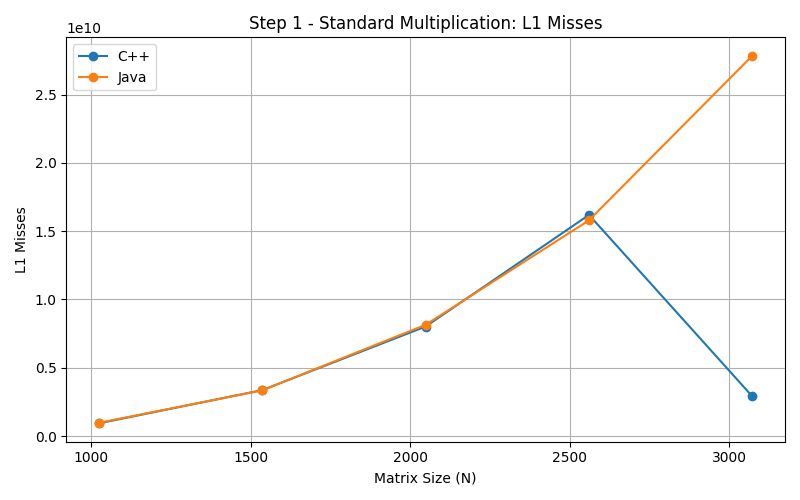 Step 1 - Standard Multiplication: L1 Misses
1e10
C++
Java
2.5
2.0
1.5
1.0
0.5
0.0
L1 Misses
1000 1500 2000 2500 3000
Matrix Size (N)